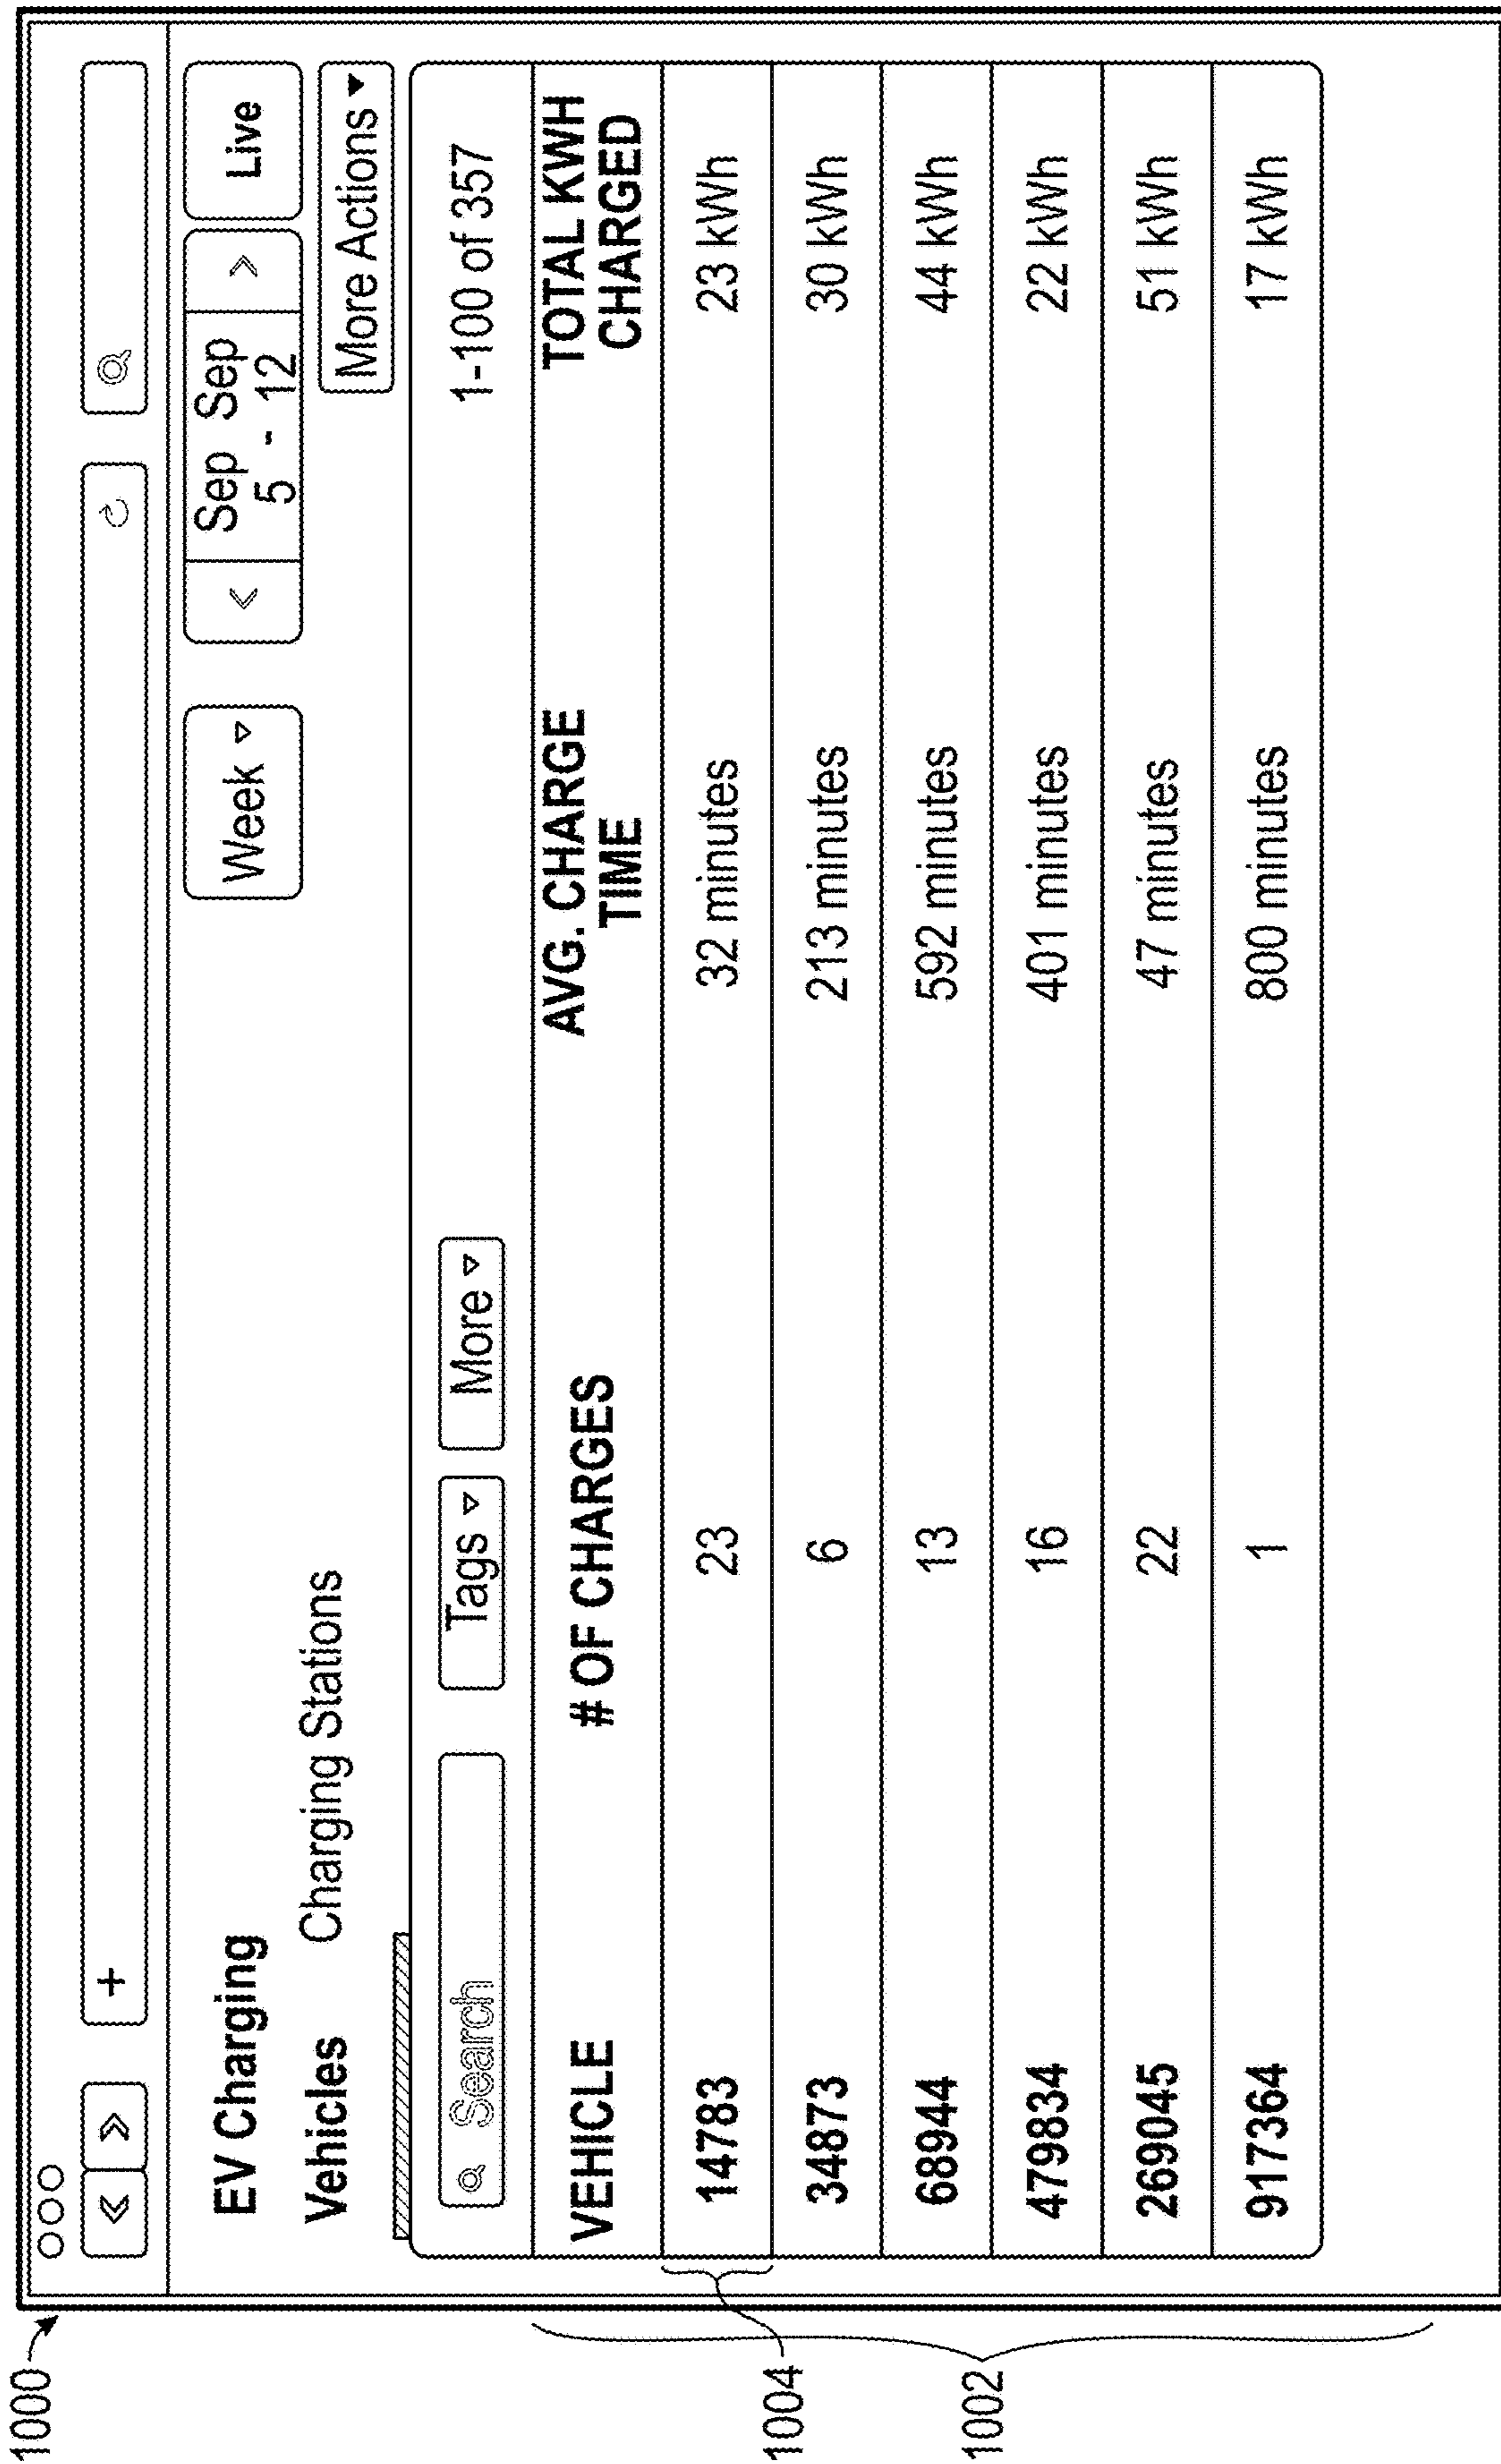 1000
+
EV Charging
Week
Sep Sep
5 - 12
Live
Vehicles Charging Stations
More Actions
Search Tags More 1-100 of 357
VEHICLE # OF CHARGES AVG. CHARGE TIME TOTAL KWH CHARGED
14783 23 32 minutes 23 kWh
34873 6 213 minutes 30 kWh
68944 13 592 minutes 44 kWh
479834 16 401 minutes 22 kWh
269045 22 47 minutes 51 kWh
917364 1 800 minutes 17 kWh
1004
1002